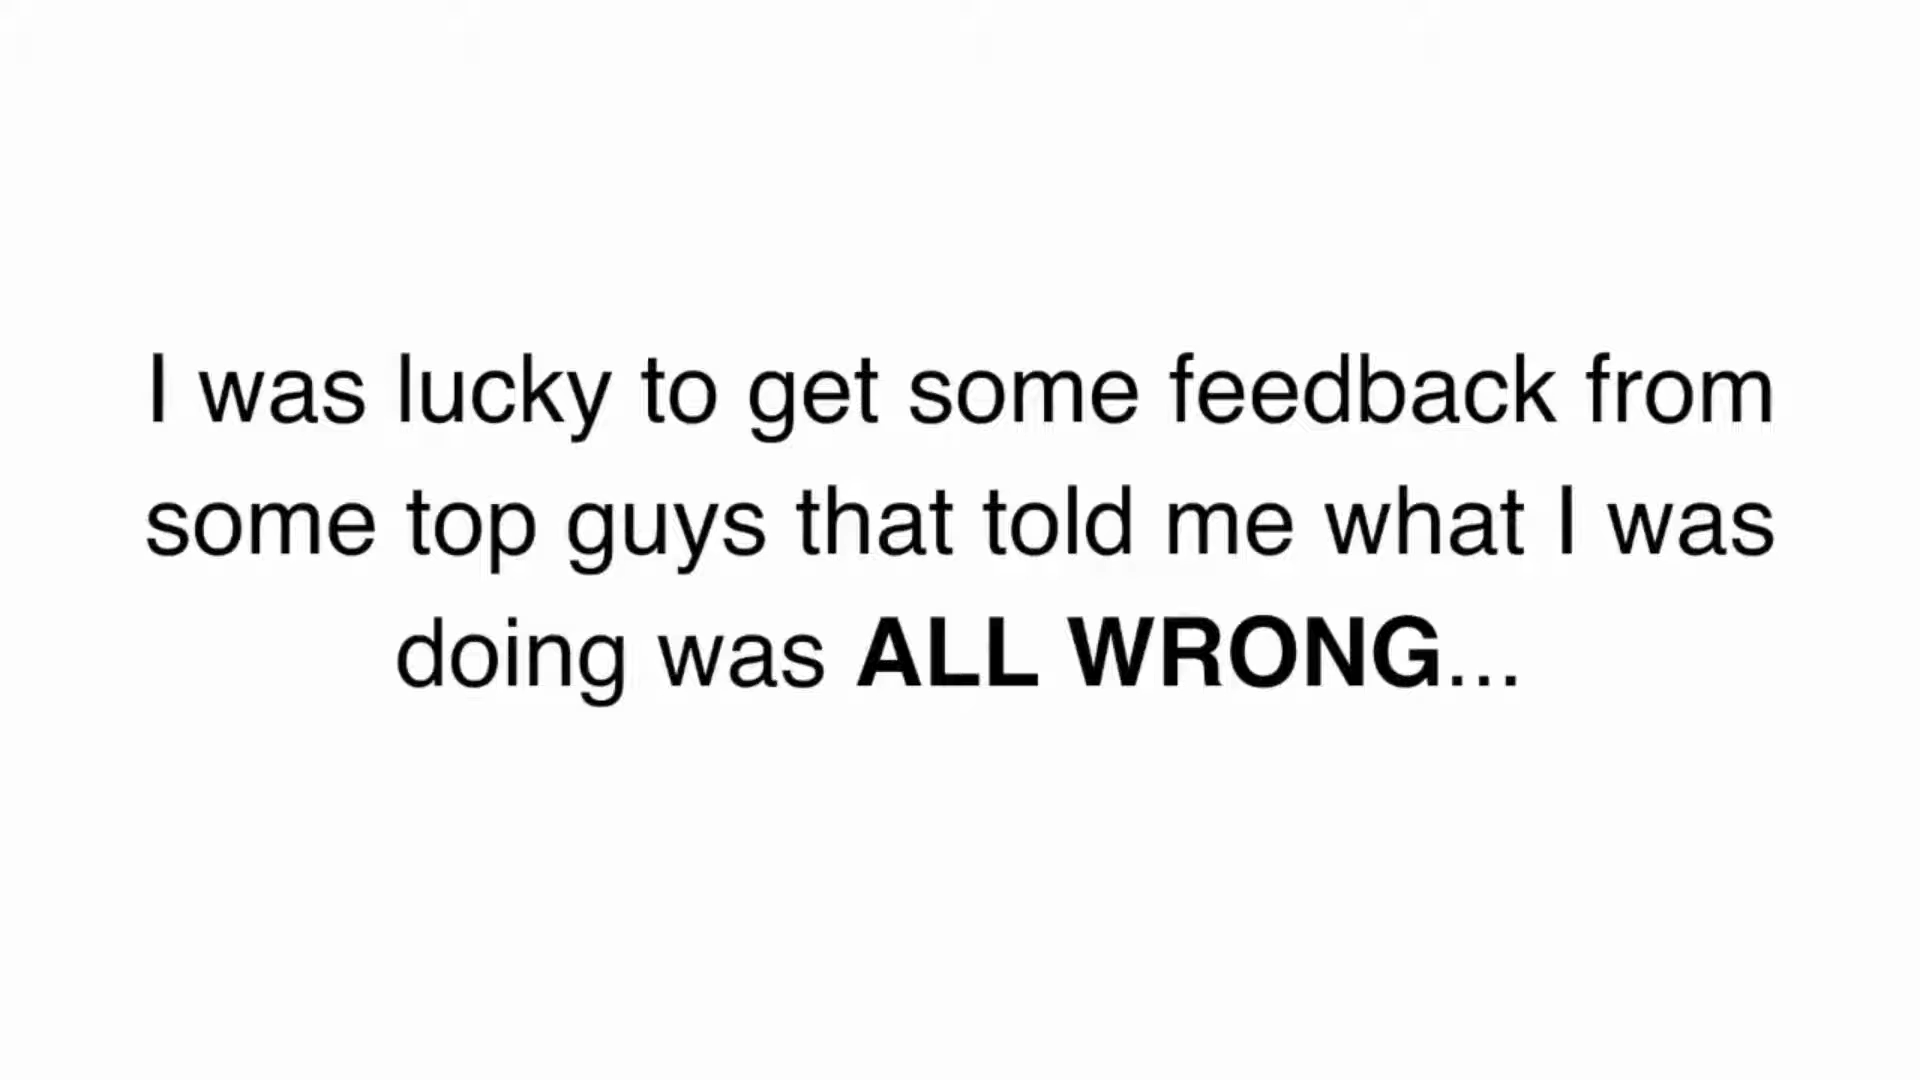 I was lucky to get some feedback from
some top guys that told me what I was
doing was ALL WRONG...